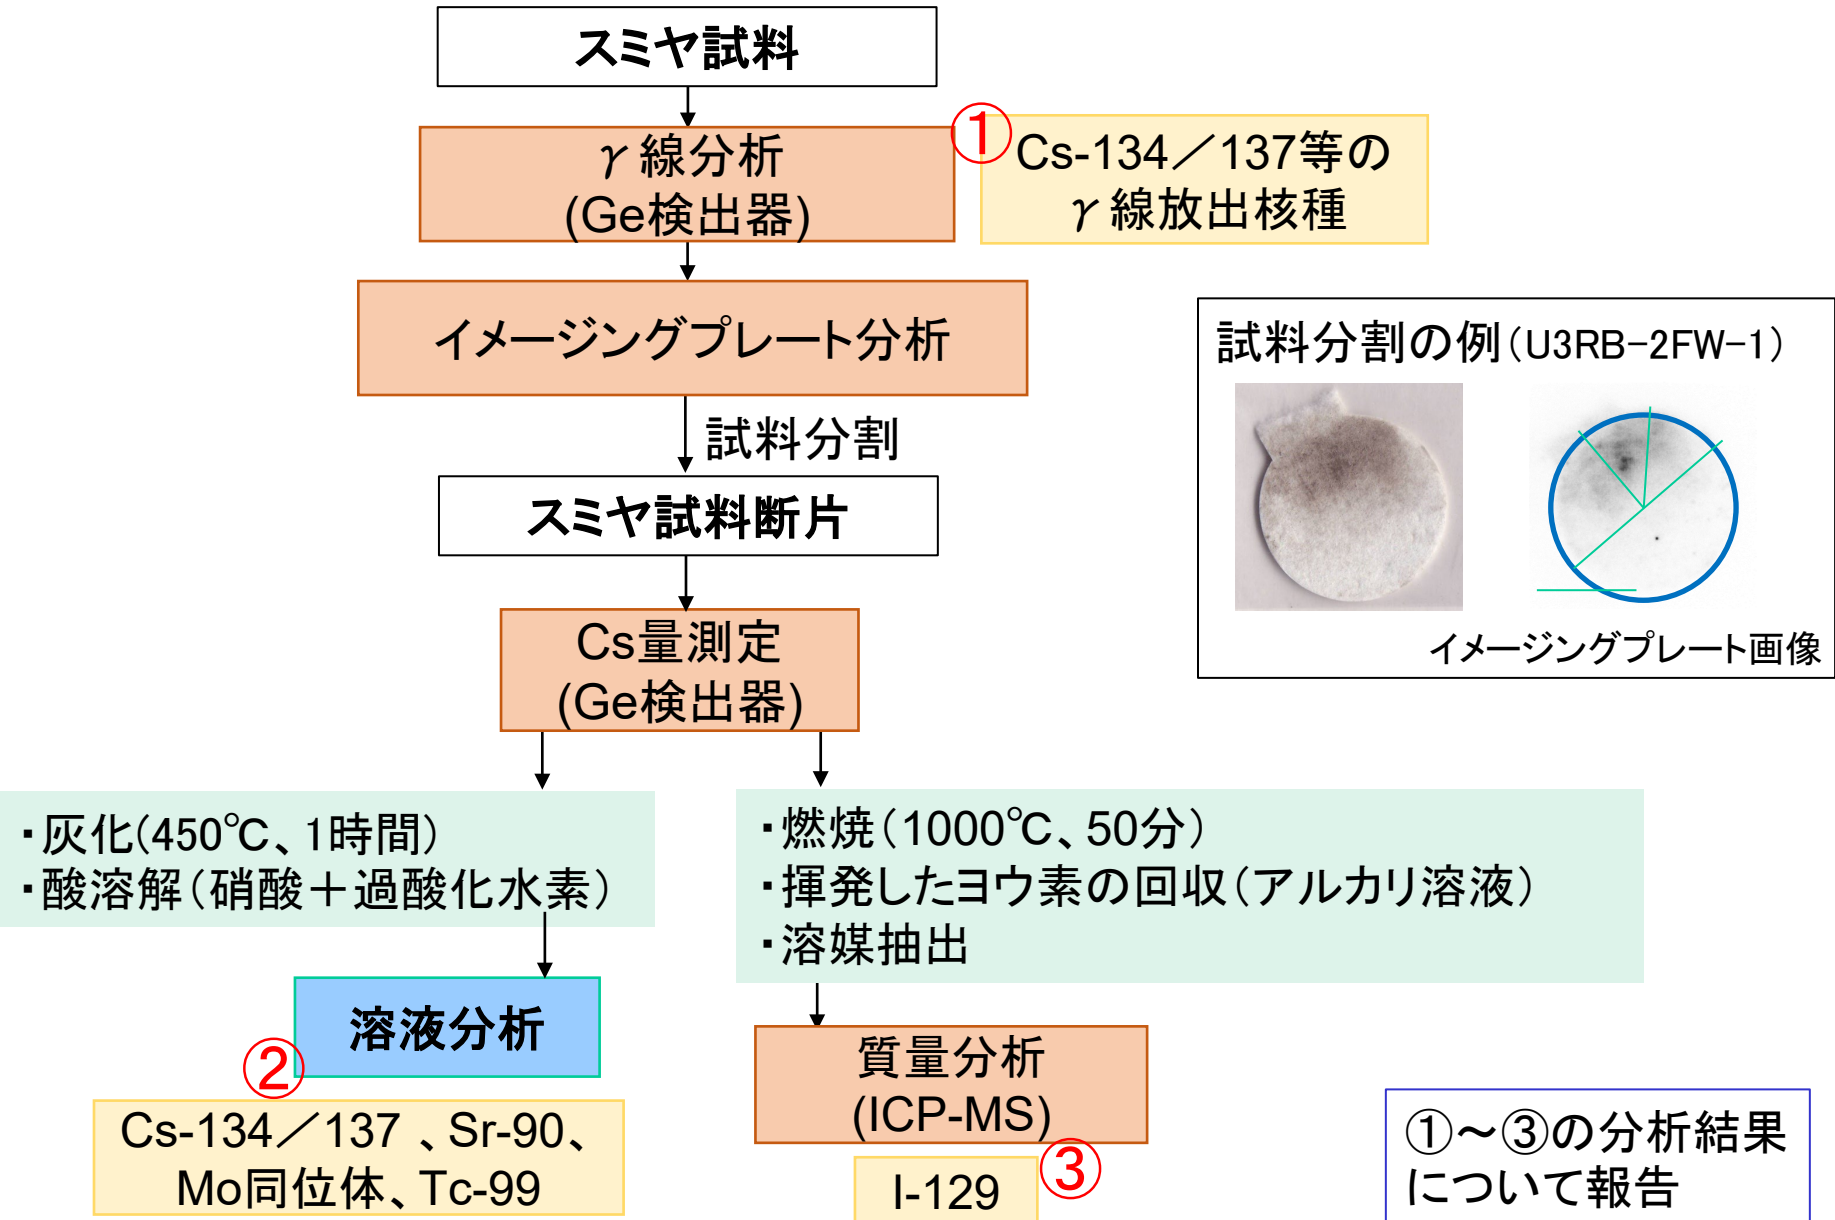 スミヤ試料
γ線分析
(Ge検出器)
①
Cs-134／137等の
γ線放出核種
イメージングプレート分析
試料分割
スミヤ試料断片
Cs量測定
(Ge検出器)
試料分割の例（U3RB-2FW-1）
イメージングプレート画像
・灰化(450℃、1時間)
・酸溶解（硝酸＋過酸化水素）
・燃焼（1000℃、50分）
・揮発したヨウ素の回収（アルカリ溶液）
・溶媒抽出
溶液分析
②
Cs-134／137 、Sr-90、
Mo同位体、Tc-99
質量分析
(ICP-MS)
③
I-129
①～③の分析結果
について報告